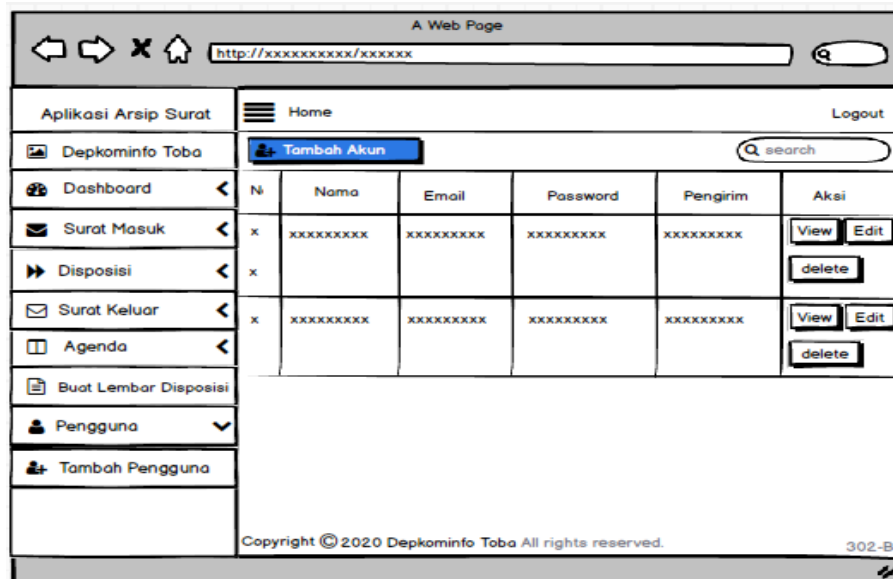 A Web Page
http://xxxxxxxxxx/xxxxxx
Aplikasi Arsip Surat
Home
Logout
Depkominfo Toba
Tambah Akun
search
Dashboard
Surat Masuk
Disposisi
Surat Keluar
Agenda
Buat Lembar Disposisi
Pengguna
Tambah Pengguna
N Nama Email Password Pengirim Aksi
x xxxxxxxxx xxxxxxxxx xxxxxxxxx xxxxxxxxx View Edit
x delete
x xxxxxxxxx xxxxxxxxx xxxxxxxxx xxxxxxxxx View Edit
delete
Copyright © 2020 Depkominfo Toba All rights reserved.
302-B